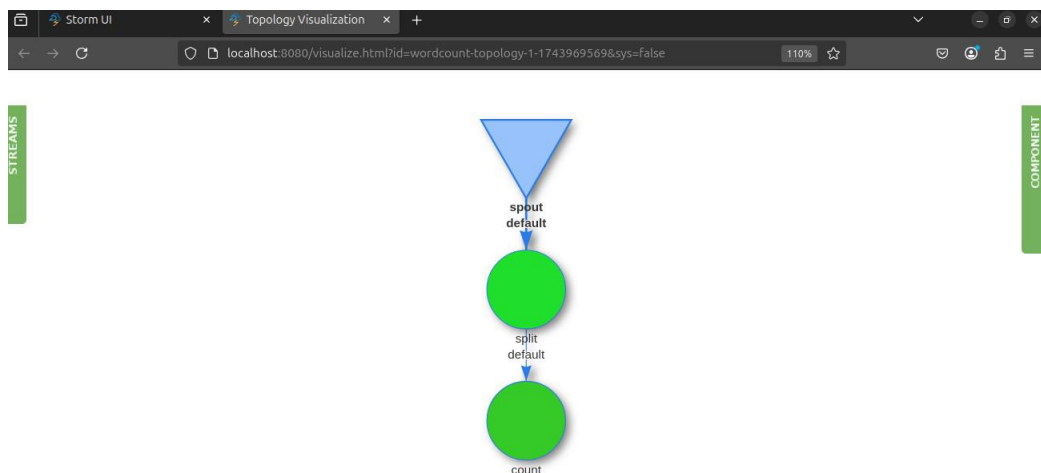 Storm UI
Topology Visualization
localhost:8080/visualize.html?id=wordcount-topology-1-1743969569&sys=false
110%
STREAMS
COMPONENT
spout
default
split
default
count